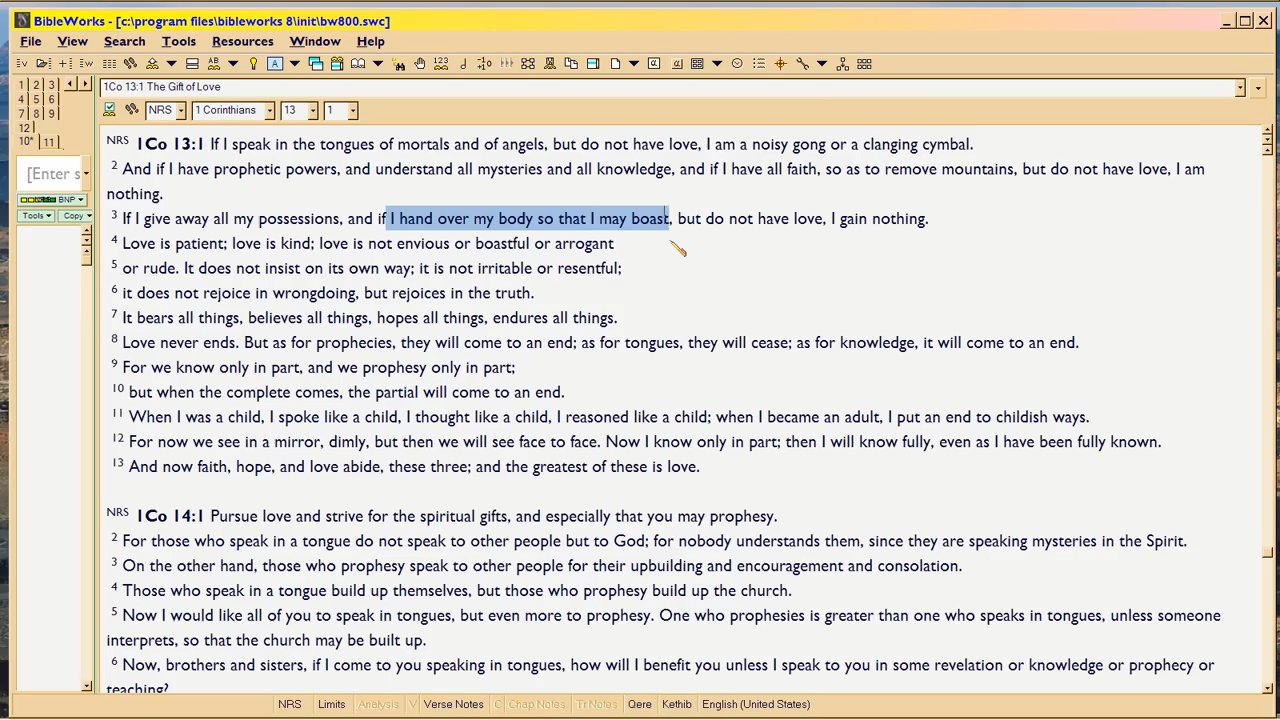 BibleWorks - [c:\program files\bibleworks 8\init\bw800.swc]
File View Search Tools Resources Window Help
1 2 3
4 5 6
7 8 9
12
10* 11
1Co 13:1 The Gift of Love
NRS 1 Corinthians 13 1
[Enter s
BNP
Tools Copy
NRS 1Co 13:1 If I speak in the tongues of mortals and of angels, but do not have love, I am a noisy gong or a clanging cymbal.
2 And if I have prophetic powers, and understand all mysteries and all knowledge, and if I have all faith, so as to remove mountains, but do not have love, I am
nothing.
3 If I give away all my possessions, and if I hand over my body so that I may boast, but do not have love, I gain nothing.
4 Love is patient; love is kind; love is not envious or boastful or arrogant
5 or rude. It does not insist on its own way; it is not irritable or resentful;
6 it does not rejoice in wrongdoing, but rejoices in the truth.
7 It bears all things, believes all things, hopes all things, endures all things.
8 Love never ends. But as for prophecies, they will come to an end; as for tongues, they will cease; as for knowledge, it will come to an end.
9 For we know only in part, and we prophesy only in part;
10 but when the complete comes, the partial will come to an end.
11 When I was a child, I spoke like a child, I thought like a child, I reasoned like a child; when I became an adult, I put an end to childish ways.
12 For now we see in a mirror, dimly, but then we will see face to face. Now I know only in part; then I will know fully, even as I have been fully known.
13 And now faith, hope, and love abide, these three; and the greatest of these is love.
NRS 1Co 14:1 Pursue love and strive for the spiritual gifts, and especially that you may prophesy.
2 For those who speak in a tongue do not speak to other people but to God; for nobody understands them, since they are speaking mysteries in the Spirit.
3 On the other hand, those who prophesy speak to other people for their upbuilding and encouragement and consolation.
4 Those who speak in a tongue build up themselves, but those who prophesy build up the church.
5 Now I would like all of you to speak in tongues, but even more to prophesy. One who prophesies is greater than one who speaks in tongues, unless someone
interprets, so that the church may be built up.
6 Now, brothers and sisters, if I come to you speaking in tongues, how will I benefit you unless I speak to you in some revelation or knowledge or prophecy or
teaching?
NRS Limits Analysis V Verse Notes C Chap Notes Tr Notes Qere Kethib English (United States)